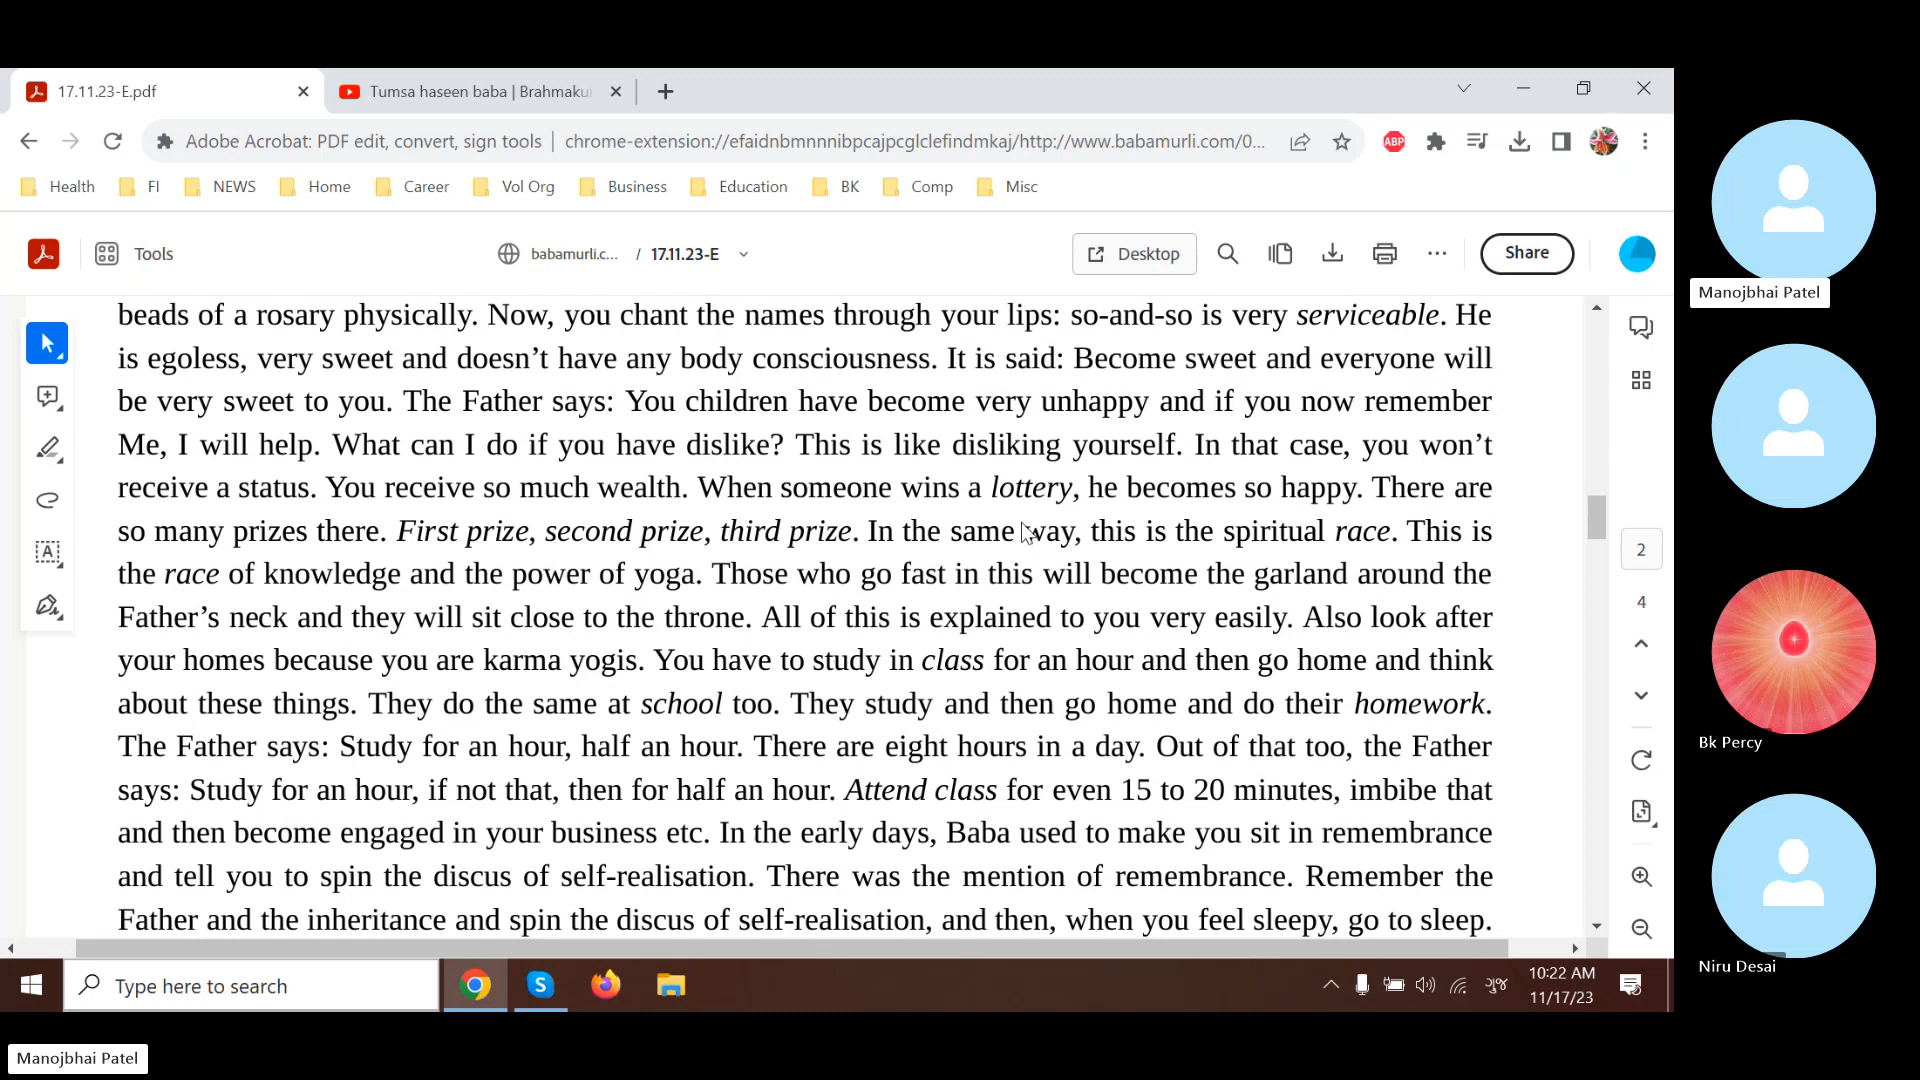 17.11.23-E.pdf
Tumsa haseen baba | Brahmaku
Adobe Acrobat: PDF edit, convert, sign tools
chrome-extension://efaidnbmnnnibpcajpcglclefindmkaj/http://www.babamurli.com/0...
ABP
Health
FI
NEWS
Home
Career
Vol Org
Business
Education
BK
Comp
Misc
Tools
babamurli.c... / 17.11.23-E
Desktop
Share
beads of a rosary physically. Now, you chant the names through your lips: so-and-so is very serviceable. He
is egoless, very sweet and doesn’t have any body consciousness. It is said: Become sweet and everyone will
be very sweet to you. The Father says: You children have become very unhappy and if you now remember
Me, I will help. What can I do if you have dislike? This is like disliking yourself. In that case, you won’t
receive a status. You receive so much wealth. When someone wins a lottery, he becomes so happy. There are
so many prizes there. First prize, second prize, third prize. In the same way, this is the spiritual race. This is
the race of knowledge and the power of yoga. Those who go fast in this will become the garland around the
Father’s neck and they will sit close to the throne. All of this is explained to you very easily. Also look after
your homes because you are karma yogis. You have to study in class for an hour and then go home and think
about these things. They do the same at school too. They study and then go home and do their homework.
The Father says: Study for an hour, half an hour. There are eight hours in a day. Out of that too, the Father
says: Study for an hour, if not that, then for half an hour. Attend class for even 15 to 20 minutes, imbibe that
and then become engaged in your business etc. In the early days, Baba used to make you sit in remembrance
and tell you to spin the discus of self-realisation. There was the mention of remembrance. Remember the
Father and the inheritance and spin the discus of self-realisation, and then, when you feel sleepy, go to sleep.
2
4
Type here to search
ગુજ
10:22 AM
11/17/23
Manojbhai Patel
Bk Percy
Niru Desai
Manojbhai Patel